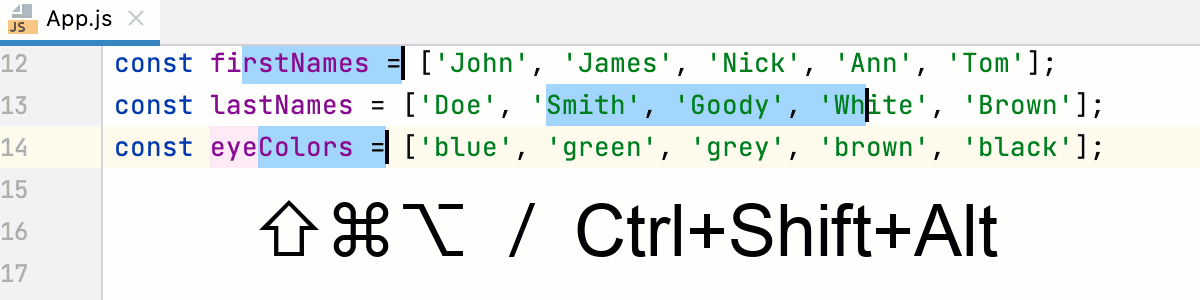 App.js
JS
12 const firstNames = ['John', 'James', 'Nick', 'Ann', 'Tom'];
13 const lastNames = ['Doe', 'Smith', 'Goody', 'White', 'Brown'];
14 const eyeColors = ['blue', 'green', 'grey', 'brown', 'black'];
15
16
17
⇧⌘⌥ / Ctrl+Shift+Alt